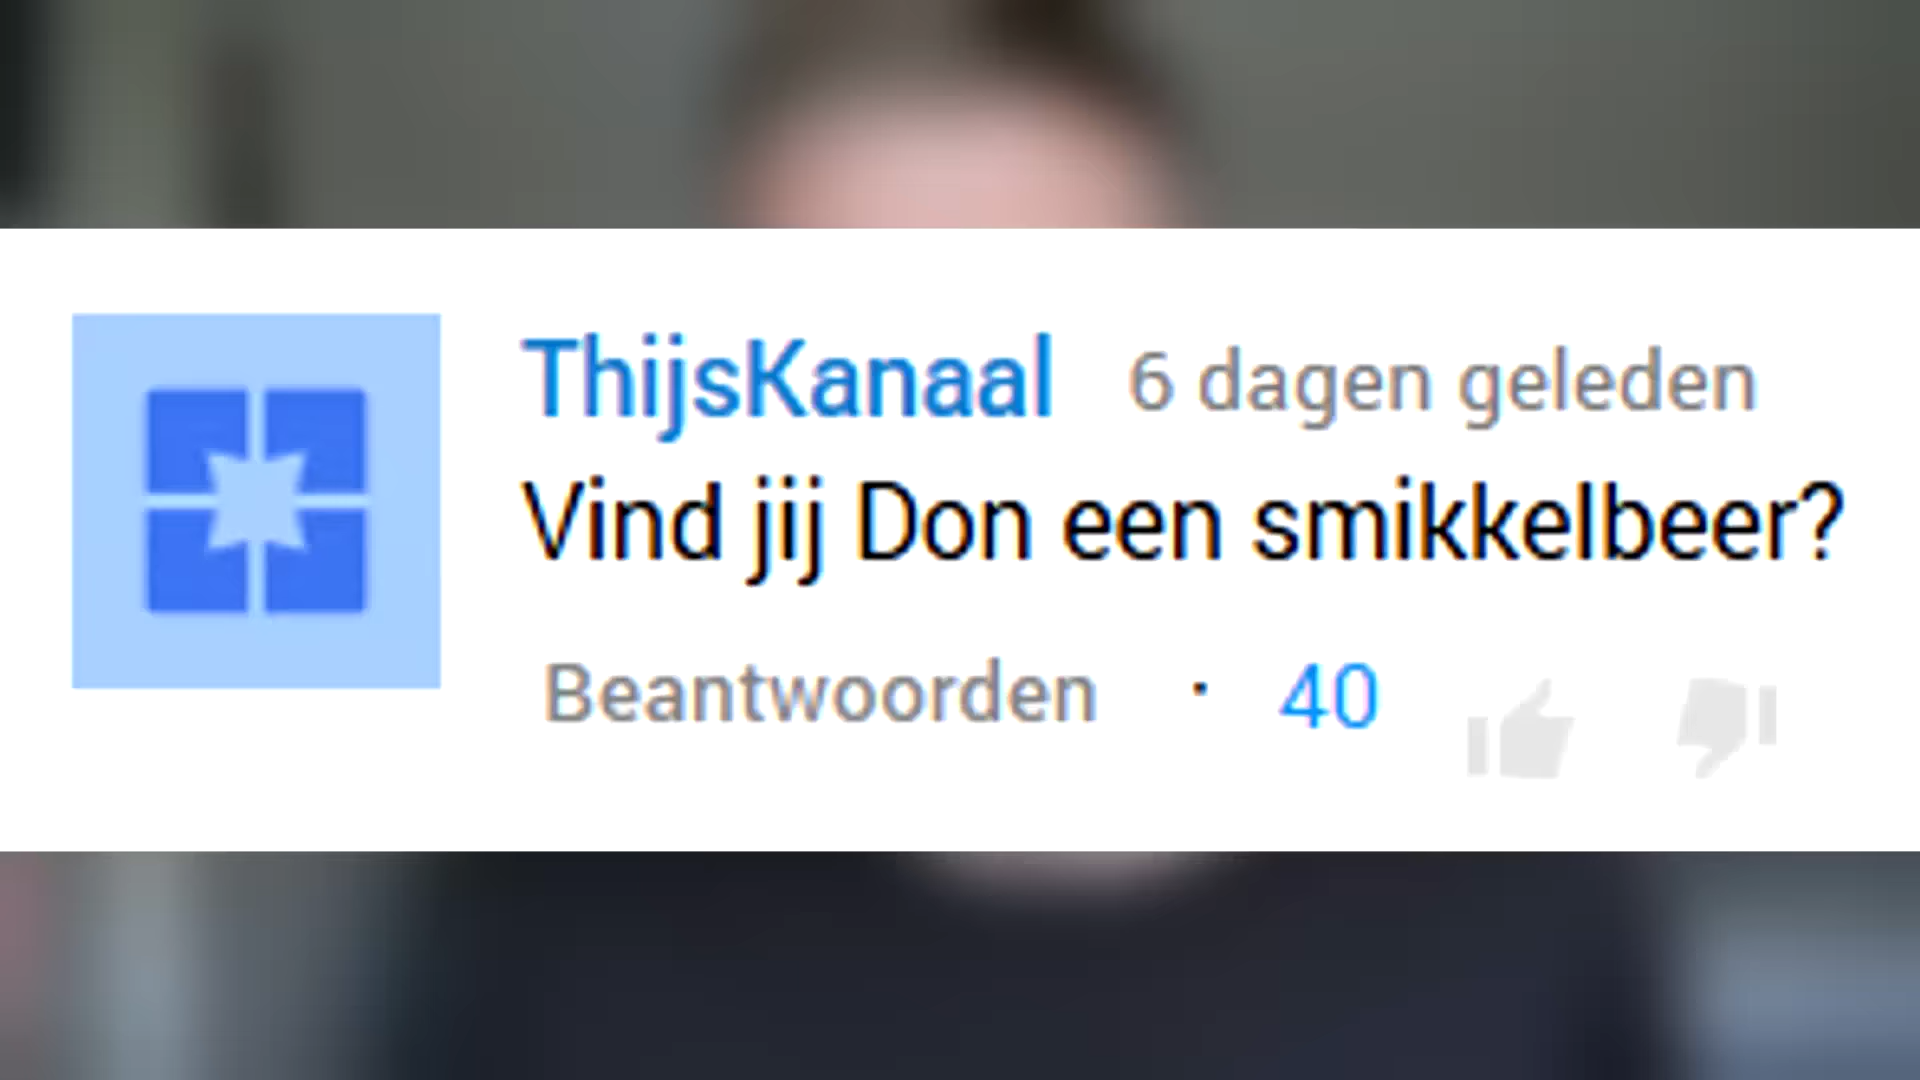 ThijsKanaal 6 dagen geleden
Vind jij Don een smikkelbeer?
Beantwoorden · 40